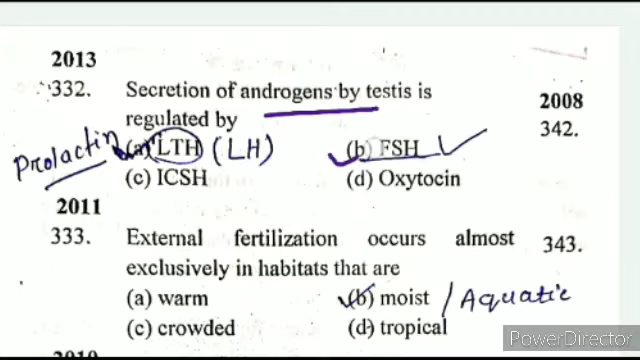 2013
332. Secretion of androgens by testis is
regulated by
Prolactin (a) LTH (LH) (b) FSH
(c) ICSH (d) Oxytocin
2011
333. External fertilization occurs almost
exclusively in habitats that are
(a) warm (b) moist / Aquatic
(c) crowded (d) tropical
2008
342.
343.
PowerDirector